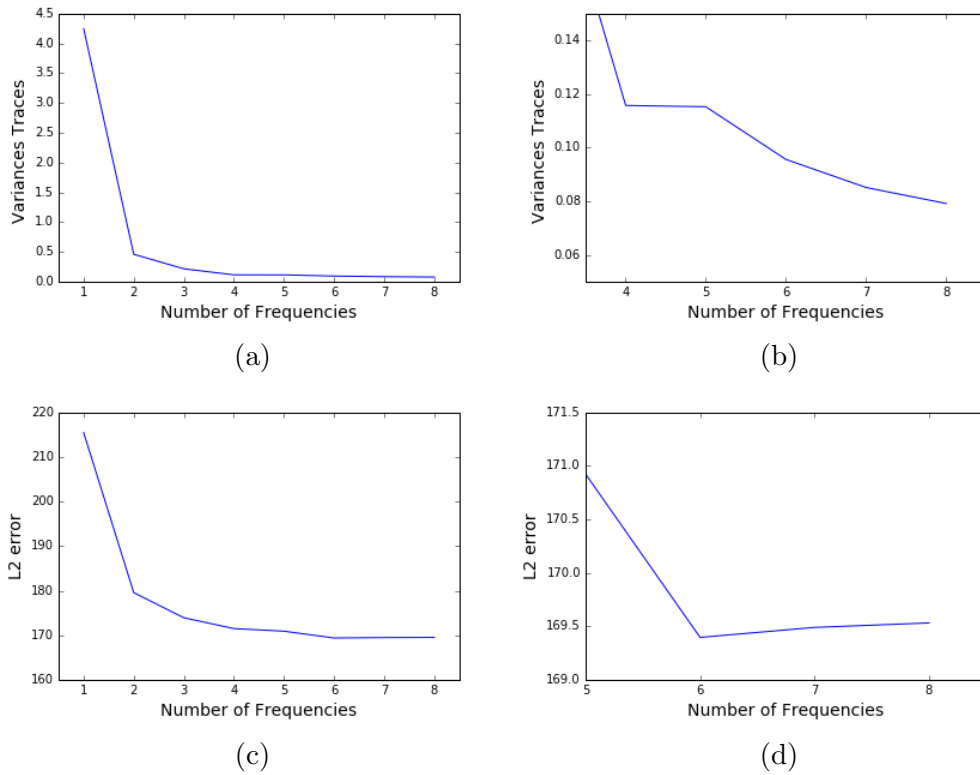 4.5
4.0
3.5
3.0
2.5
2.0
1.5
1.0
0.5
0.0
Variances Traces
1 2 3 4 5 6 7 8
Number of Frequencies
(a)
0.14
0.12
0.10
0.08
0.06
Variances Traces
4 5 6 7 8
Number of Frequencies
(b)
220
210
200
190
180
170
160
L2 error
1 2 3 4 5 6 7 8
Number of Frequencies
(c)
171.5
171.0
170.5
170.0
169.5
169.0
L2 error
5 6 7 8
Number of Frequencies
(d)